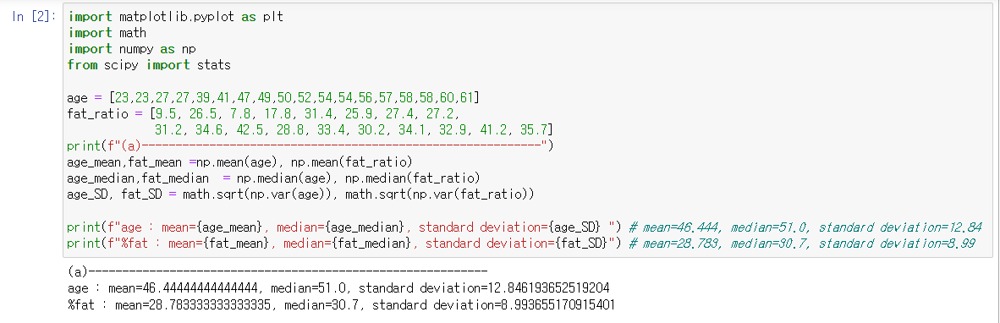 In [2]: import matplotlib.pyplot as plt
import math
import numpy as np
from scipy import stats
age = [23,23,27,27,39,41,47,49,50,52,54,54,56,57,58,58,60,61]
fat_ratio = [9.5, 26.5, 7.8, 17.8, 31.4, 25.9, 27.4, 27.2,
31.2, 34.6, 42.5, 28.8, 33.4, 30.2, 34.1, 32.9, 41.2, 35.7]
print(f"(a)-----------------------------------------------------------")
age_mean,fat_mean =np.mean(age), np.mean(fat_ratio)
age_median,fat_median  = np.median(age), np.median(fat_ratio)
age_SD, fat_SD = math.sqrt(np.var(age)), math.sqrt(np.var(fat_ratio))
print(f"age : mean={age_mean}, median={age_median}, standard deviation={age_SD} ") # mean=46.444, median=51.0, standard deviation=12.84
print(f"%fat : mean={fat_mean}, median={fat_median}, standard deviation={fat_SD}") # mean=28.783, median=30.7, standard deviation=8.99
(a)-----------------------------------------------------------
age : mean=46.44444444444444, median=51.0, standard deviation=12.846193652519204
%fat : mean=28.783333333333335, median=30.7, standard deviation=8.993655170915401